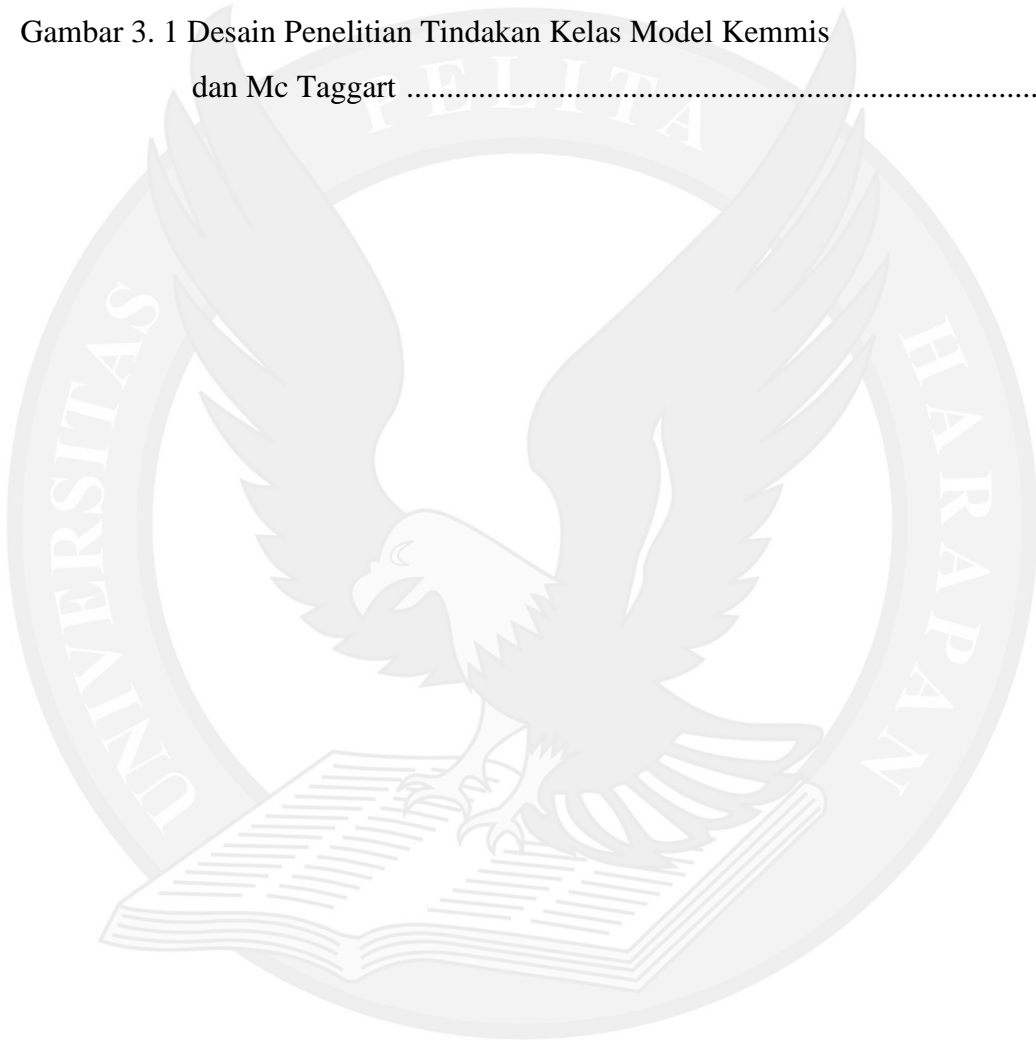 Gambar 3. 1 Desain Penelitian Tindakan Kelas Model Kemmis
dan Mc Taggart ........................................................................
UNIVERSITAS
PELITA
HARAPAN